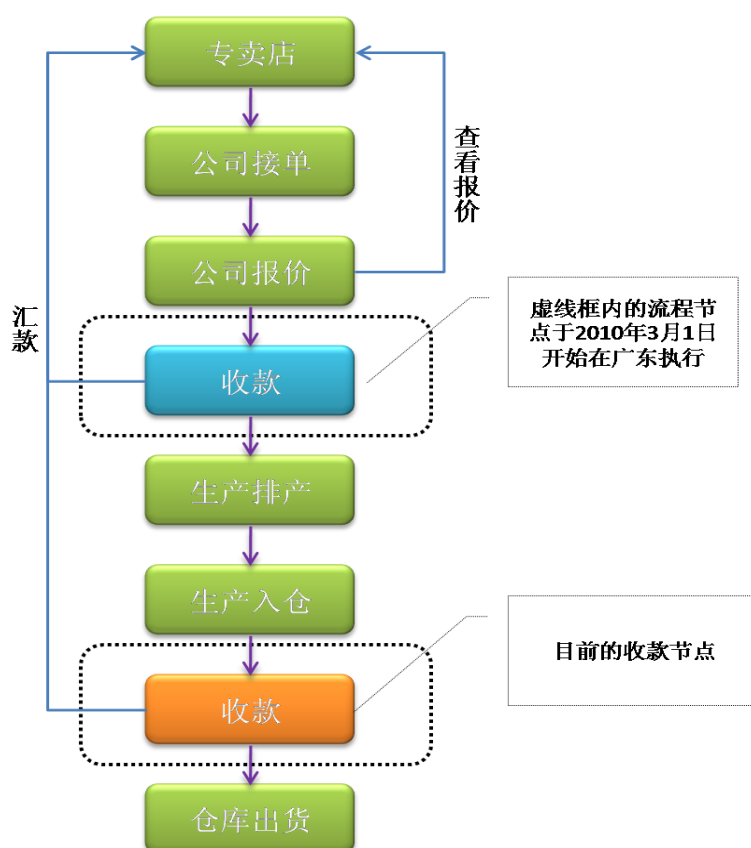 专卖店
公司接单
查看报价
公司报价
汇款
虚线框内的流程节
点于2010年3月1日
开始在广东执行
收款
生产排产
生产入仓
目前的收款节点
收款
仓库出货